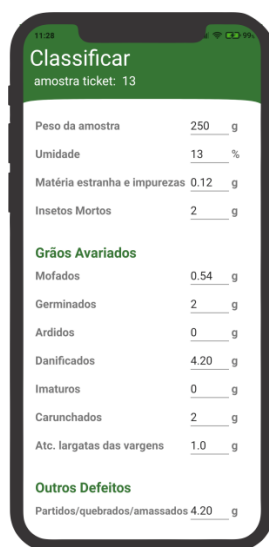 11:28
99%
Classificar
amostra ticket: 13
Peso da amostra 250 g
Umidade 13 %
Matéria estranha e impurezas 0.12 g
Insetos Mortos 2 g
Grãos Avariados
Mofados 0.54 g
Germinados 2 g
Ardidos 0 g
Danificados 4.20 g
Imaturos 0 g
Carunchados 2 g
Atc. largatas das vargens 1.0 g
Outros Defeitos
Partidos/quebrados/amassados 4.20 g